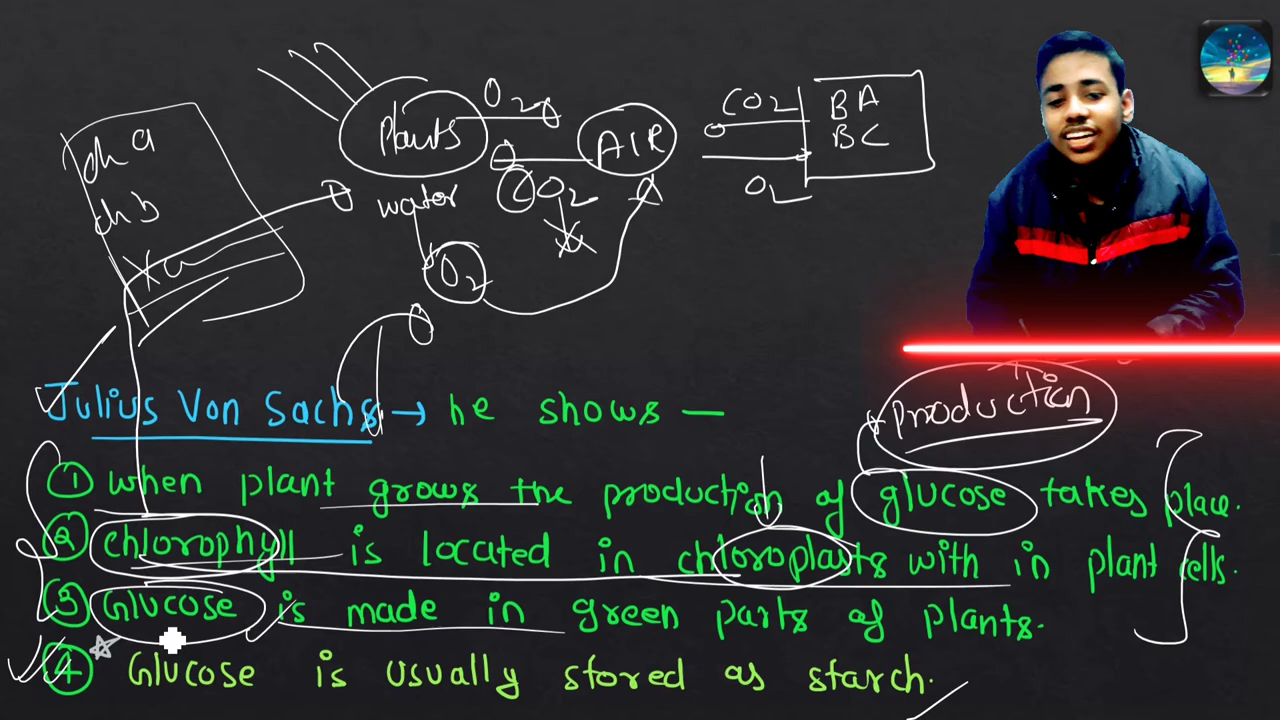 ch a
ch b
Xa
Plants
O2
CO2
water
O2
AIR
CO2
O2
BA
BC
Julius Von Sachs → he shows —
production
① when plant grows the production of glucose takes place.
② chlorophyll is located in chloroplasts with in plant cells.
③ Glucose is made in green parts of plants.
④ Glucose is usually stored as starch.